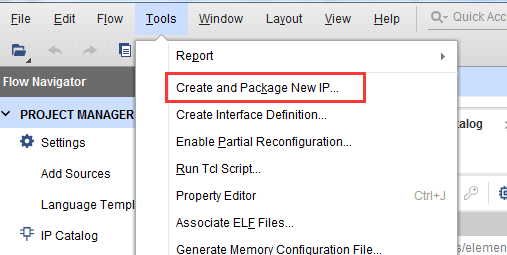 File Edit Flow Tools Window Layout View Help Quick Acc
Flow Navigator
PROJECT MANAGER
Settings
Add Sources
Language Templ
IP Catalog
Report
Create and Package New IP...
Create Interface Definition...
Enable Partial Reconfiguration...
Run Tcl Script...
Property Editor Ctrl+J
Associate ELF Files...
Generate Memory Configuration File...
talog
s/elemen